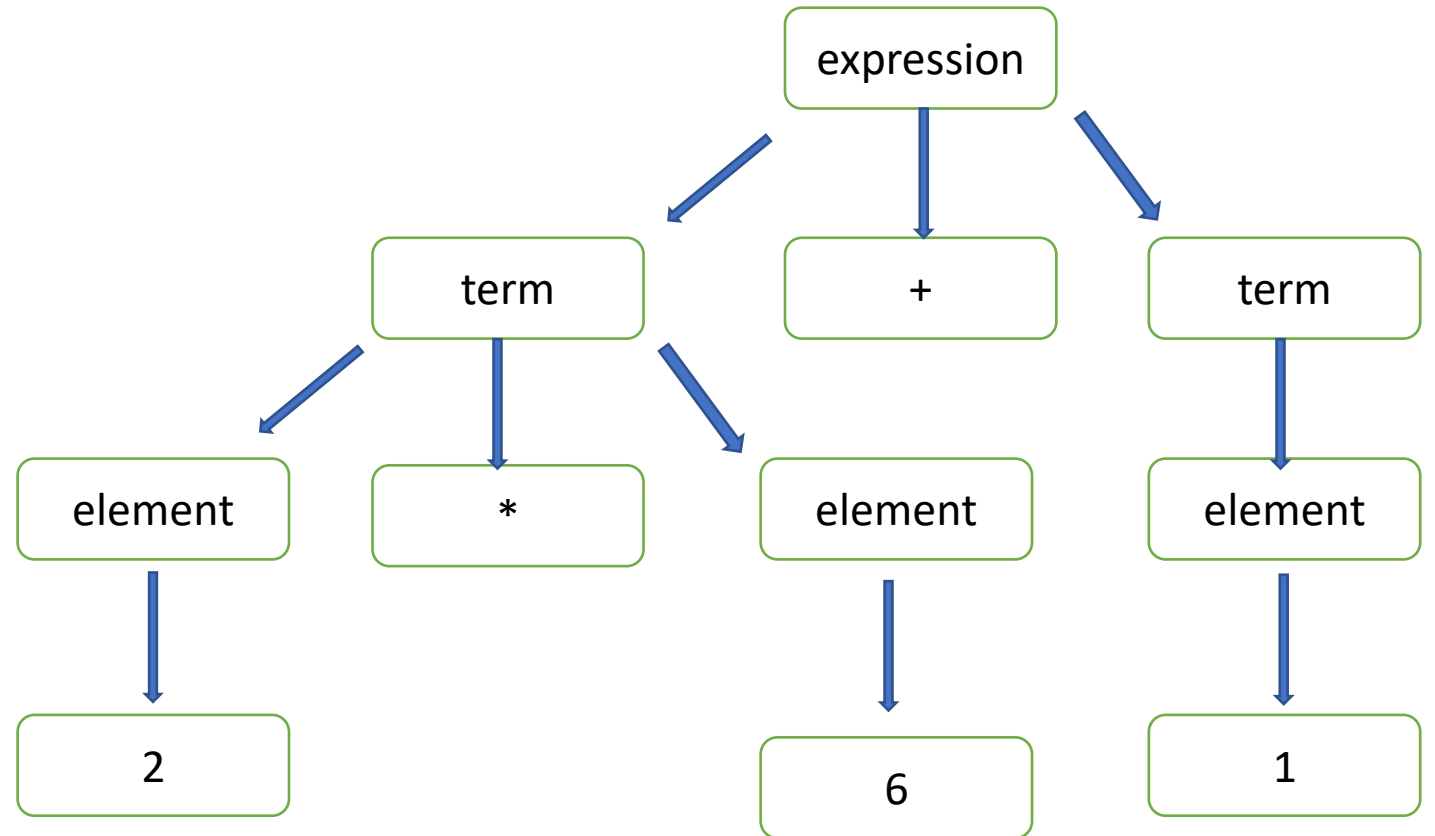 expression
term
+
term
element
*
element
element
2
6
1